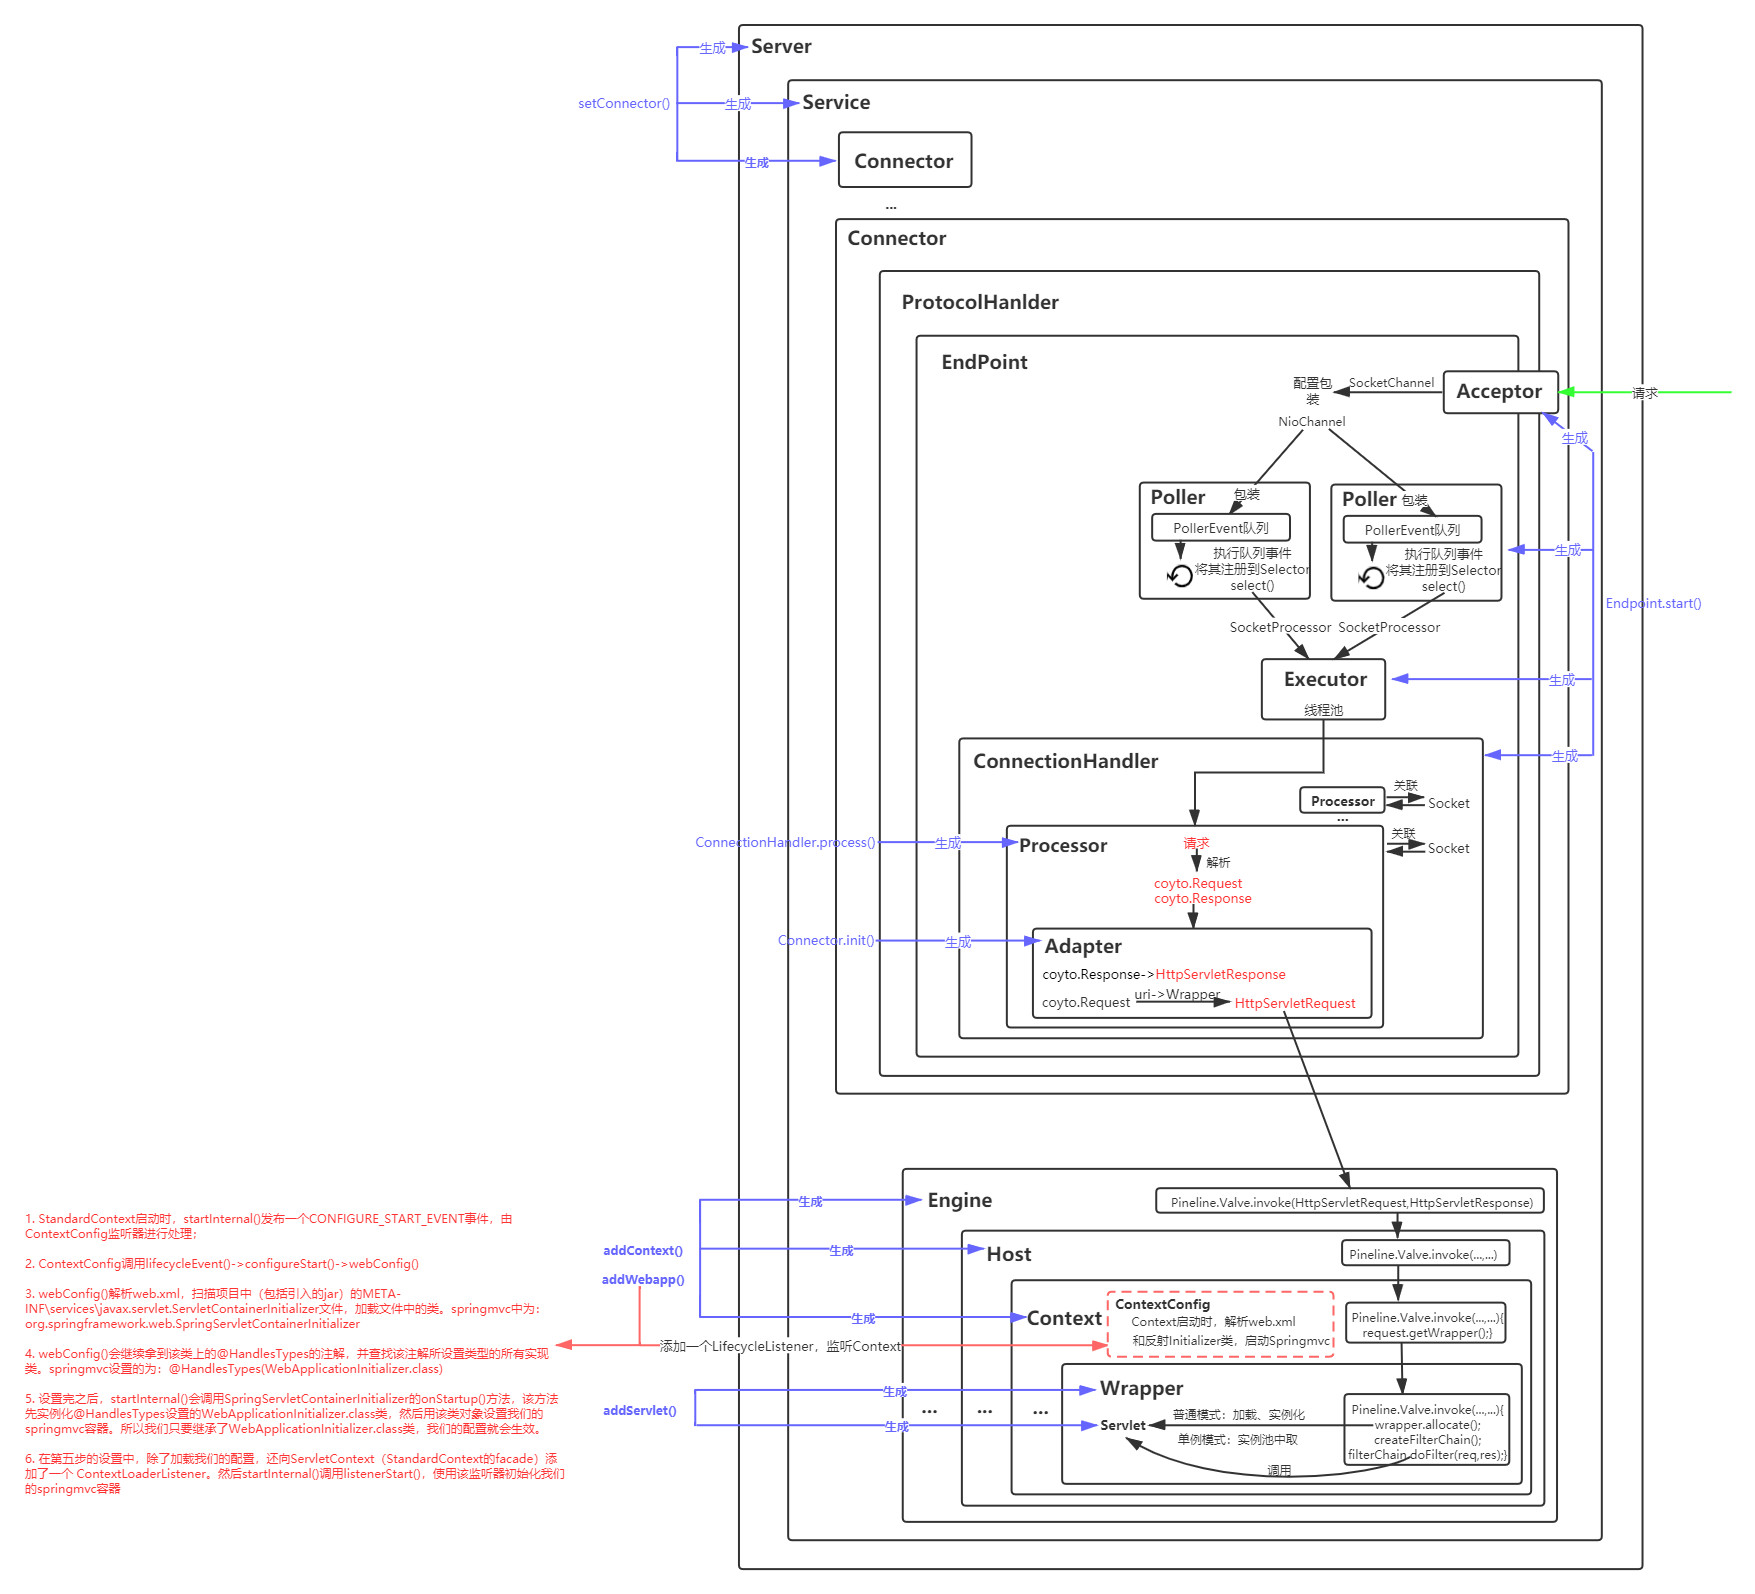 生成
Server
setConnector()
生成
Service
生成
Connector
...
Connector
ProtocolHanlder
EndPoint
Acceptor
请求
SocketChannel
配置包
装
NioChannel
生成
Poller
包装
PollerEvent队列
执行队列事件
将其注册到Selector
select()
Poller
包装
PollerEvent队列
执行队列事件
将其注册到Selector
select()
生成
Endpoint.start()
SocketProcessor
SocketProcessor
Executor
线程池
生成
ConnectionHandler
生成
关联
Processor
Socket
...
关联
Socket
ConnectionHandler.process()
生成
Processor
请求
解析
coyto.Request
coyto.Response
Connector.init()
生成
Adapter
coyto.Response->HttpServletResponse
coyto.Request
uri->Wrapper
HttpServletRequest
生成
Engine
Pineline.Valve.invoke(HttpServletRequest,HttpServletResponse)
addContext()
生成
Host
Pineline.Valve.invoke(...,...)
addWebapp()
生成
Context
ContextConfig
Context启动时，解析web.xml
和反射Initializer类，启动Springmvc
Pineline.Valve.invoke(...,...){
request.getWrapper();}
添加一个LifecycleListener，监听Context
生成
Wrapper
addServlet()
生成
...
...
...
Servlet
普通模式：加载、实例化
单例模式：实例池中取
调用
Pineline.Valve.invoke(...,...){
wrapper.allocate();
createFilterChain();
filterChain.doFilter(req,res);}
1. StandardContext启动时，startInternal()发布一个CONFIGURE_START_EVENT事件，由
ContextConfig监听器进行处理；
2. ContextConfig调用lifecycleEvent()->configureStart()->webConfig()
3. webConfig()解析web.xml，扫描项目中（包括引入的jar）的META-
INF\services\javax.servlet.ServletContainerInitializer文件，加载文件中的类。springmvc中为：
org.springframework.web.SpringServletContainerInitializer
4. webConfig()会继续拿到该类上的@HandlesTypes的注解，并查找该注解所设置类型的所有实现
类。springmvc设置的为：@HandlesTypes(WebApplicationInitializer.class)
5. 设置完之后，startInternal()会调用SpringServletContainerInitializer的onStartup()方法，该方法
先实例化@HandlesTypes设置的WebApplicationInitializer.class类，然后用该类对象设置我们的
springmvc容器。所以我们只要继承了WebApplicationInitializer.class类，我们的配置就会生效。
6. 在第五步的设置中，除了加载我们的配置，还向ServletContext（StandardContext的facade）添
加了一个 ContextLoaderListener。然后startInternal()调用listenerStart()，使用该监听器初始化我们
的springmvc容器